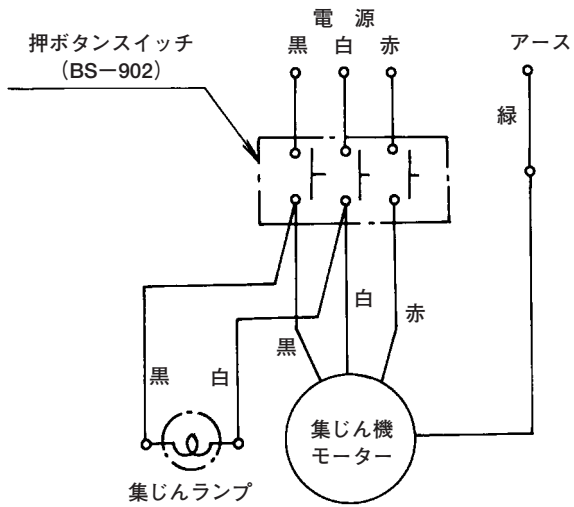 電 源
押ボタンスイッチ
(BS－902)
黒 白 赤
アース
緑
白
赤
黒
黒 白
集じん機
モーター
集じんランプ